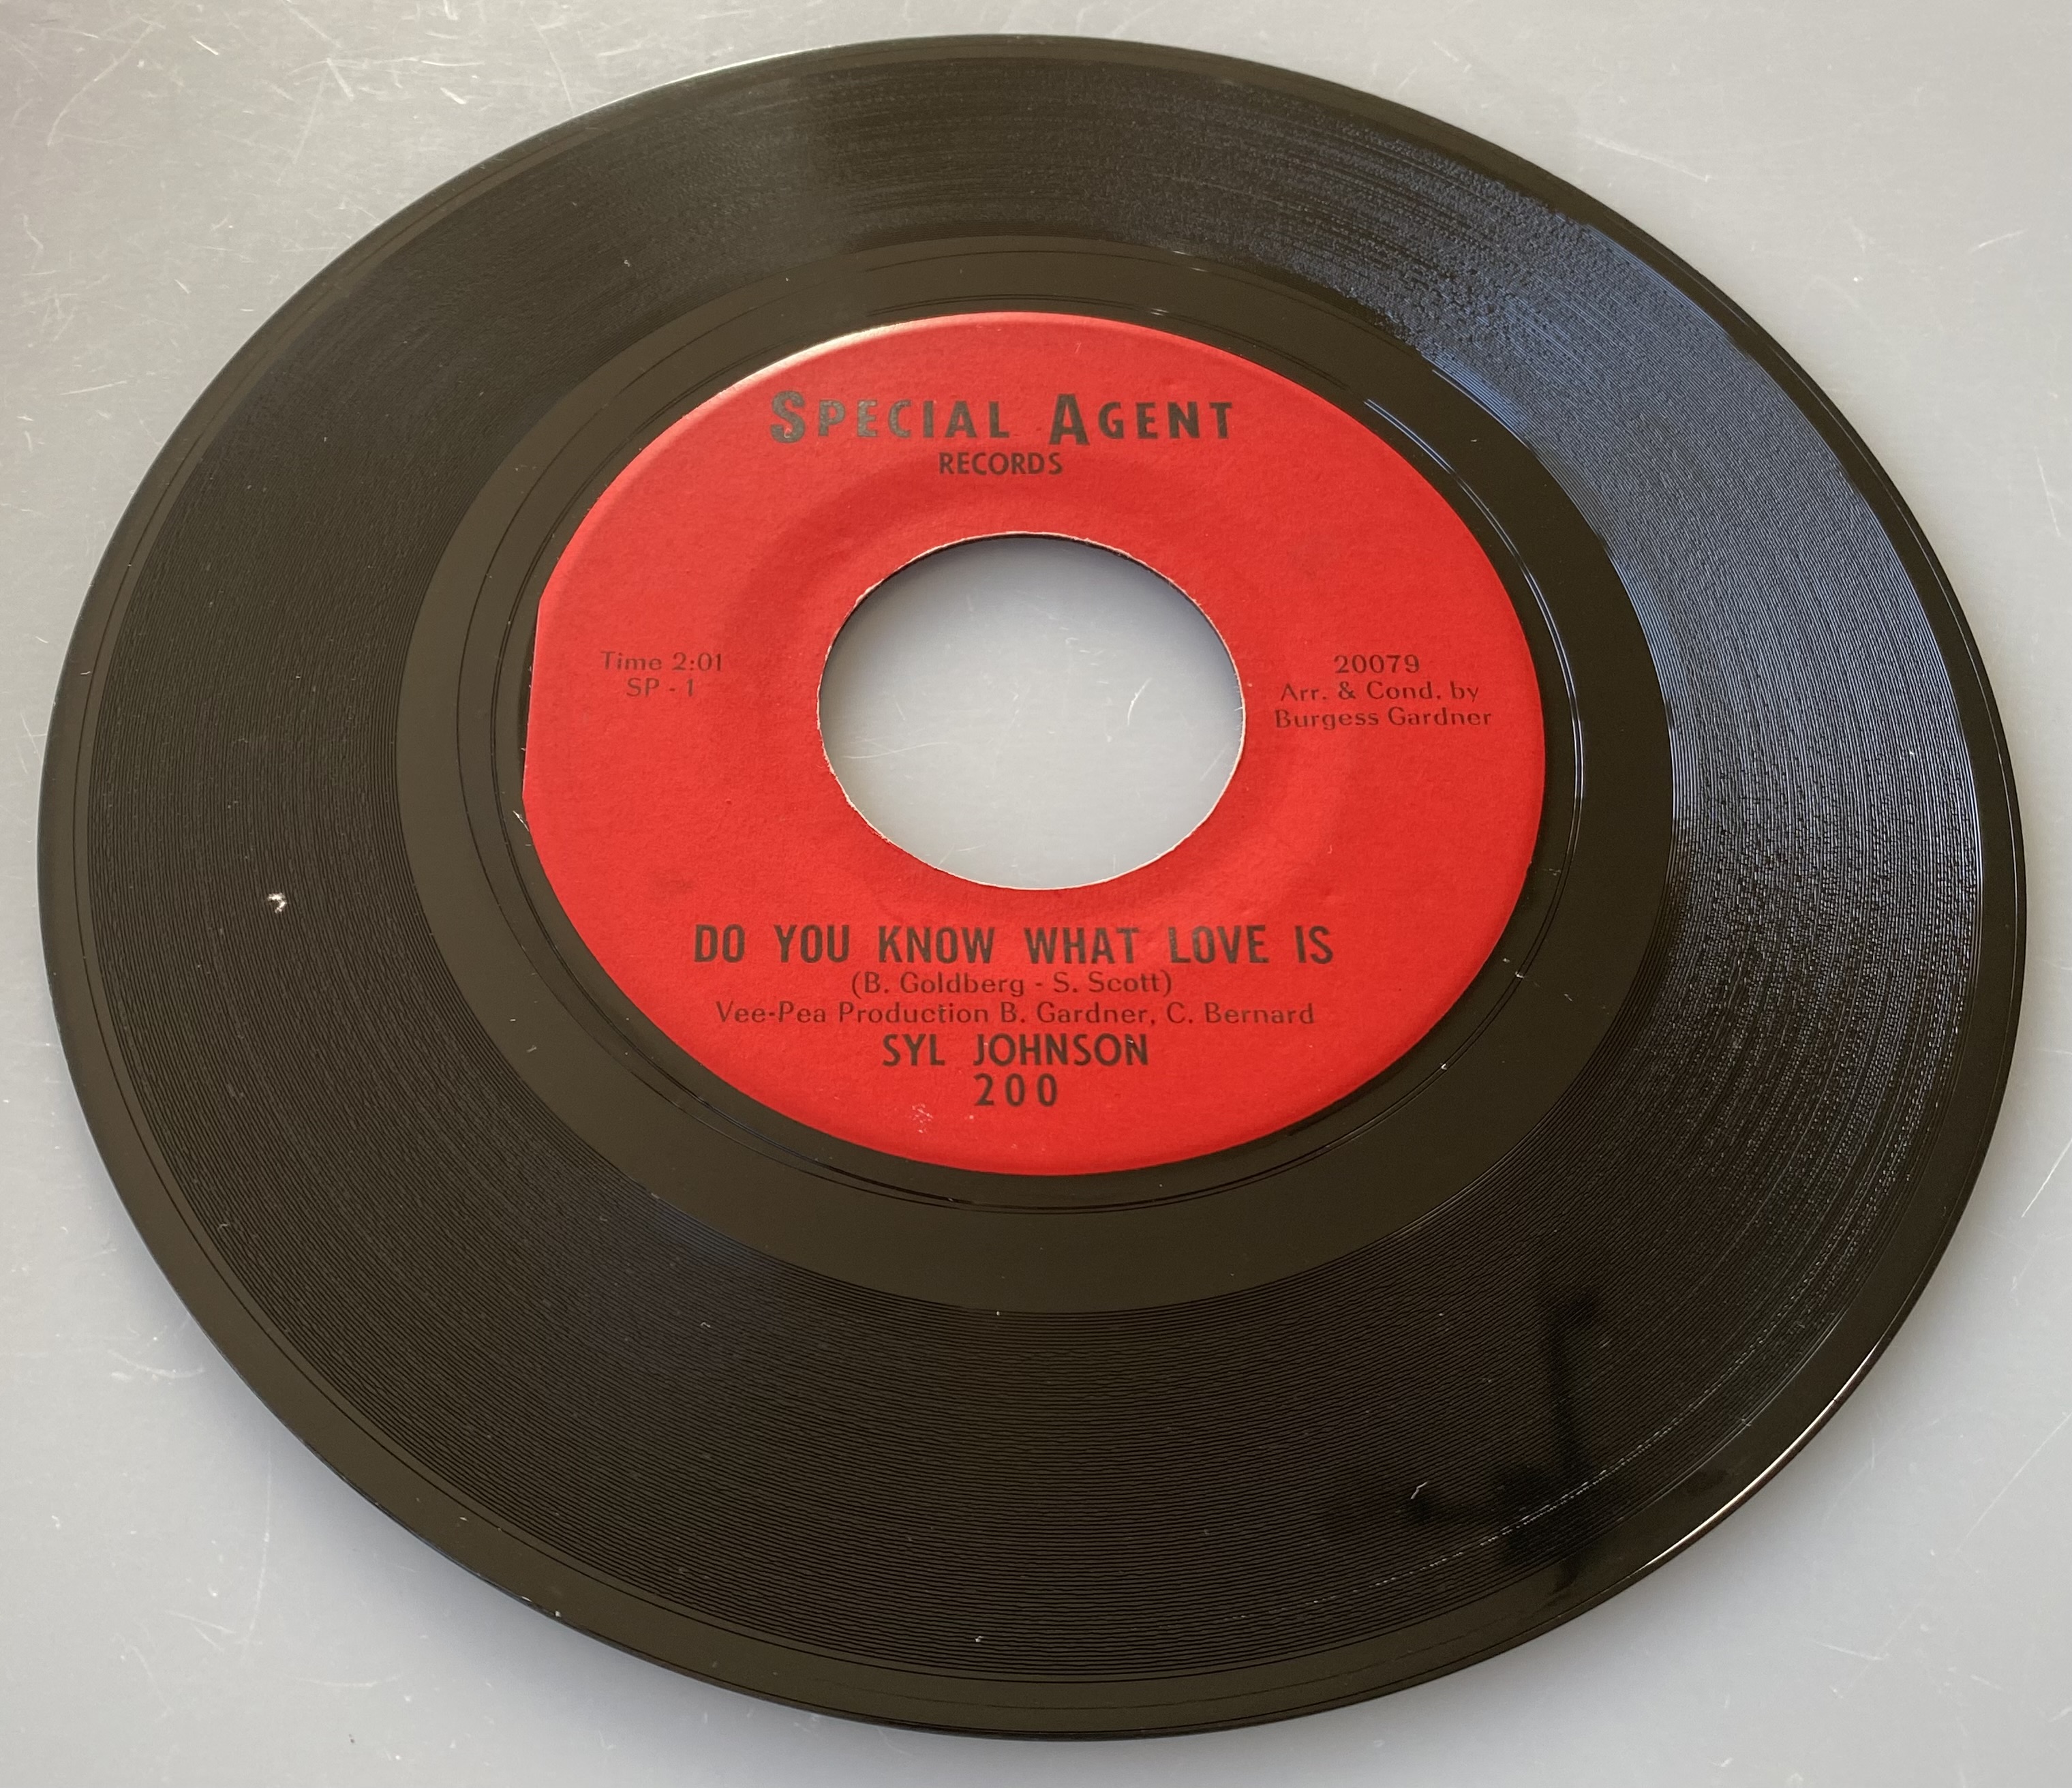 SPECIAL AGENT
RECORDS
Time 2:01
SP - 1
20079
Arr. & Cond. by
Burgess Gardner
DO YOU KNOW WHAT LOVE IS
(B. Goldberg - S. Scott)
Vee-Pea Production B. Gardner, C. Bernard
SYL JOHNSON
200